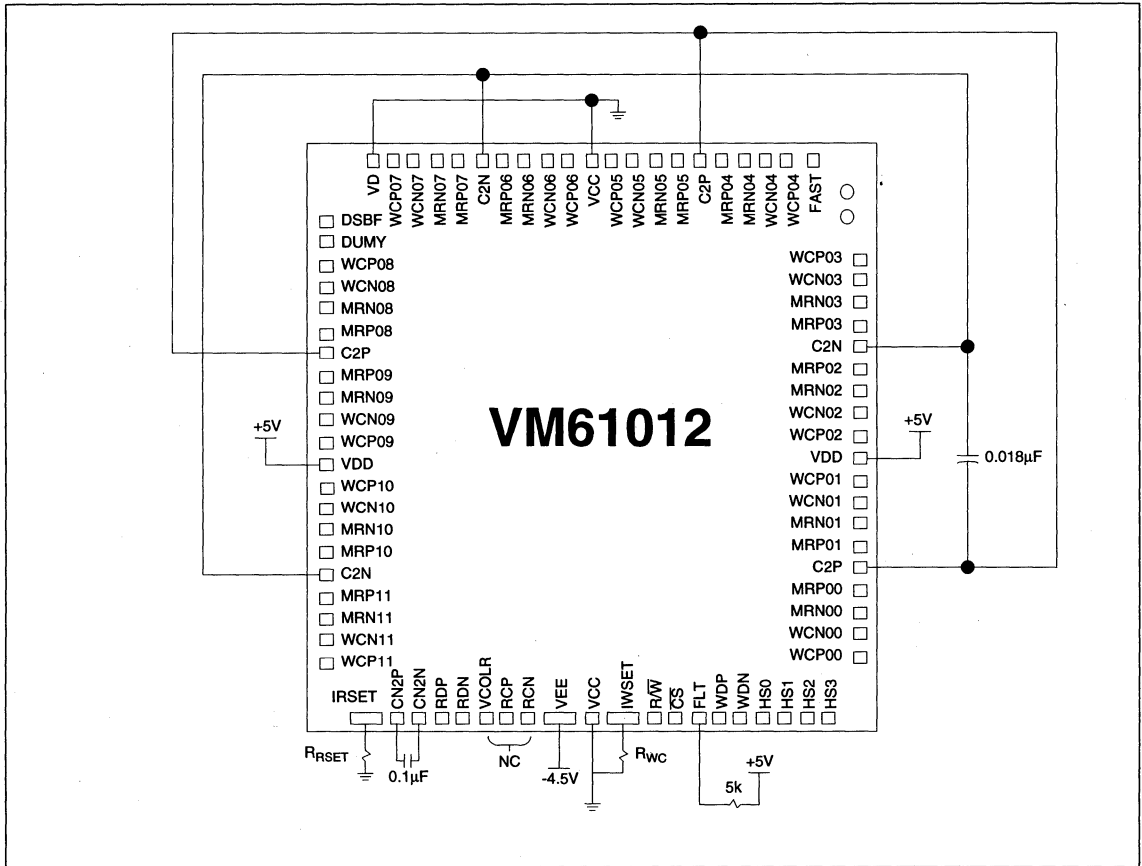 VD
WCP07
WCN07
MRN07
MRP07
C2N
MRP06
MRN06
WCN06
WCP06
VCC
WCP05
WCN05
MRN05
MRP05
C2P
MRP04
MRN04
WCN04
WCP04
FAST
DSBF
DUMY
WCP08
WCN08
MRN08
MRP08
C2P
MRP09
MRN09
WCN09
WCP09
+5V
VDD
WCP10
WCN10
MRN10
MRP10
C2N
MRP11
MRN11
WCN11
WCP11
VM61012
WCP03
WCN03
MRN03
MRP03
C2N
MRP02
MRN02
WCN02
WCP02
VDD
+5V
0.018µF
WCP01
WCN01
MRN01
MRP01
C2P
MRP00
MRN00
WCN00
WCP00
IRSET
CN2P
CN2N
RDP
RDN
VCOLR
RCP
RCN
VEE
VCC
IWSET
R/W̅
C̅S̅
FLT
WDP
WDN
HS0
HS1
HS2
HS3
RRSET
0.1µF
NC
-4.5V
RWC
5k
+5V